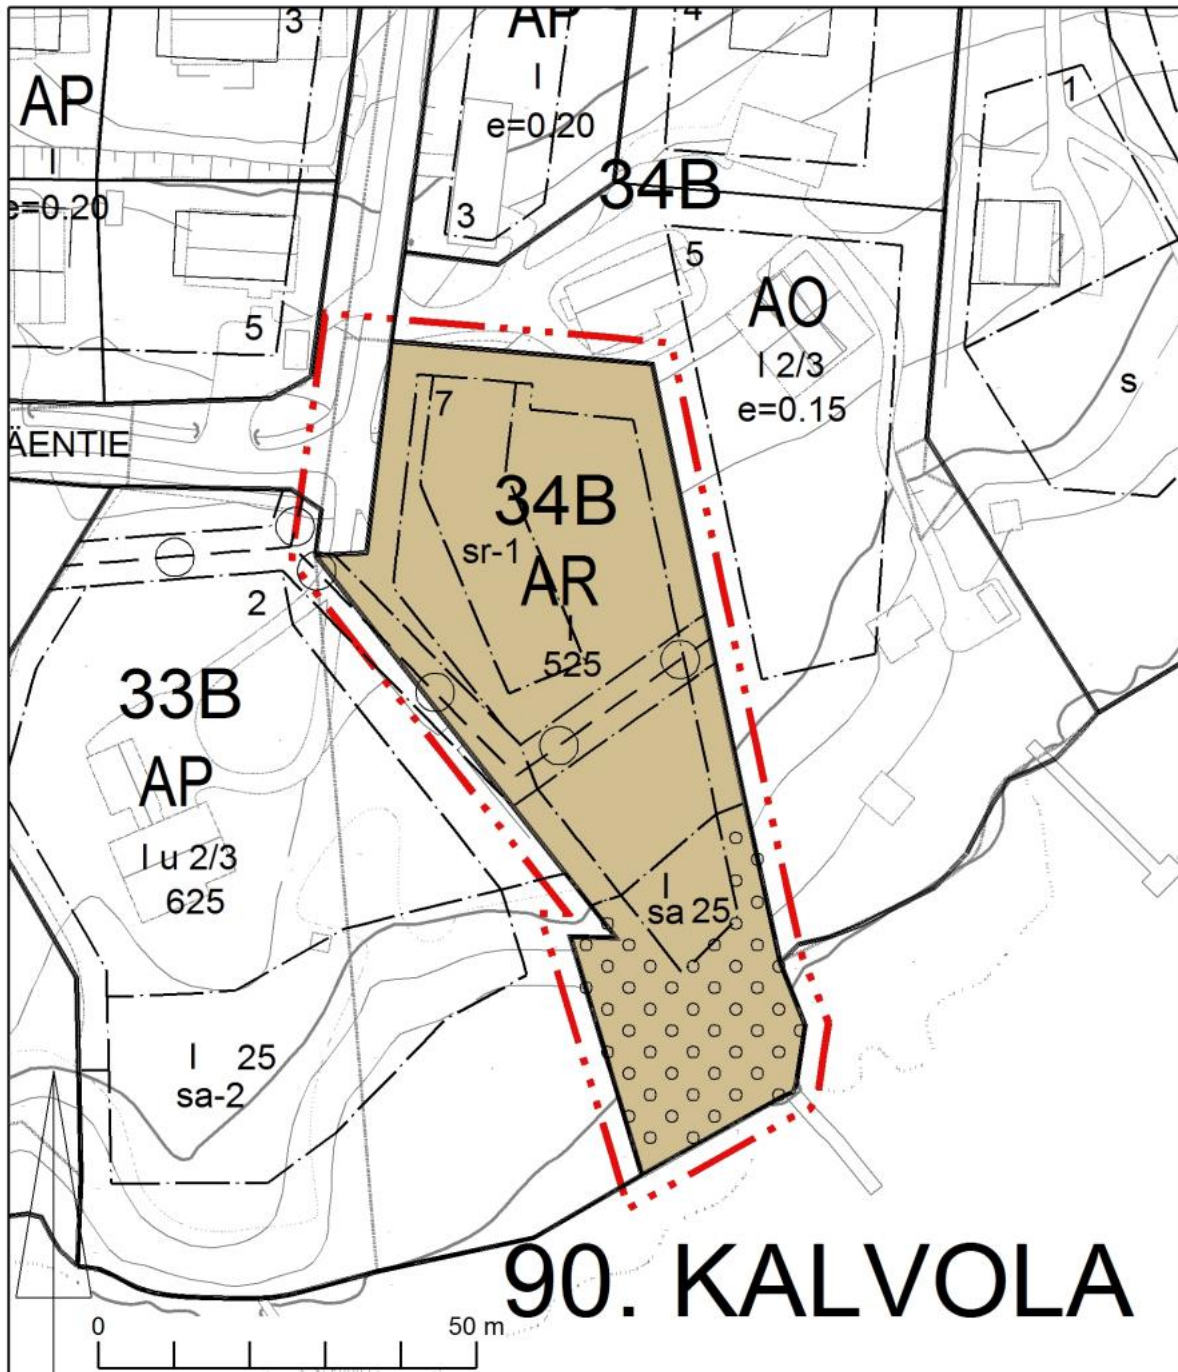 3
AP
I
e=0.20
3
4
34B
1
AP
I
e=0.20
5
5
AO
I 2/3
e=0.15
s
ÄENTIE
7
34B
sr-1
AR
I
525
2
33B
AP
I u 2/3
625
I
sa 25
I 25
sa-2
90. KALVOLA
0 50 m